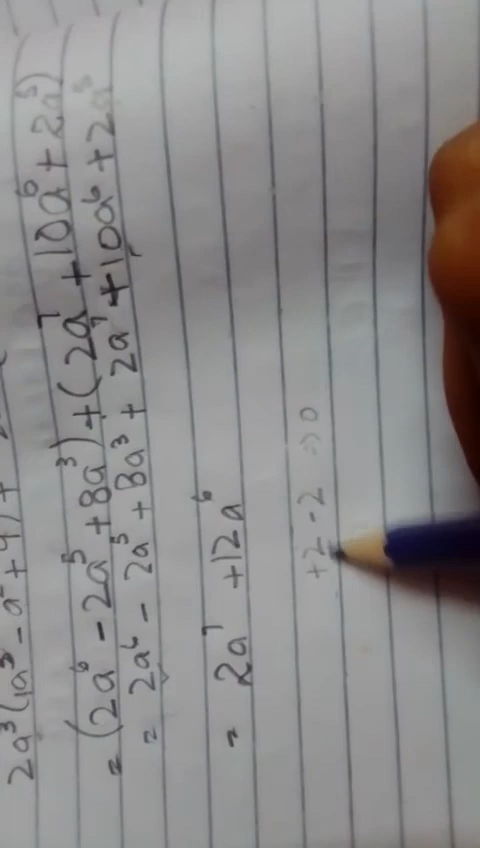 2a³(1a³ - a² + 4) +
= (2a⁶ - 2a⁵ + 8a³) + (2a⁷ + 10a⁶ + 2a⁵)
= 2a⁶ - 2a⁵ + 8a³ + 2a⁷ + 10a⁶ + 2a⁵
= 2a⁷ + 12a⁶
+2 - 2 ⇒ 0